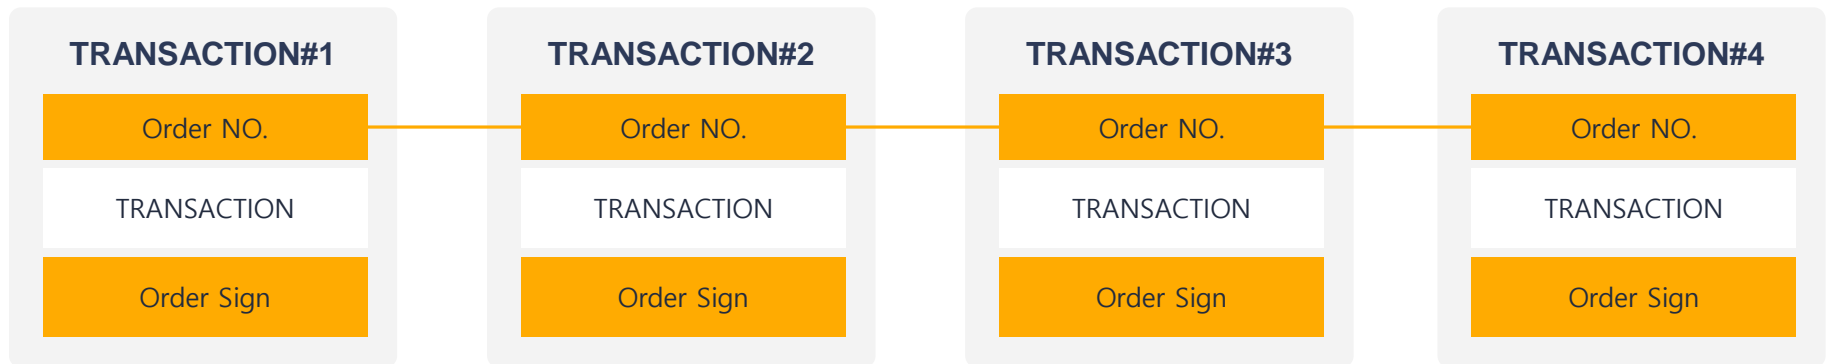 TRANSACTION#1
Order NO.
TRANSACTION
Order Sign
TRANSACTION#2
Order NO.
TRANSACTION
Order Sign
TRANSACTION#3
Order NO.
TRANSACTION
Order Sign
TRANSACTION#4
Order NO.
TRANSACTION
Order Sign